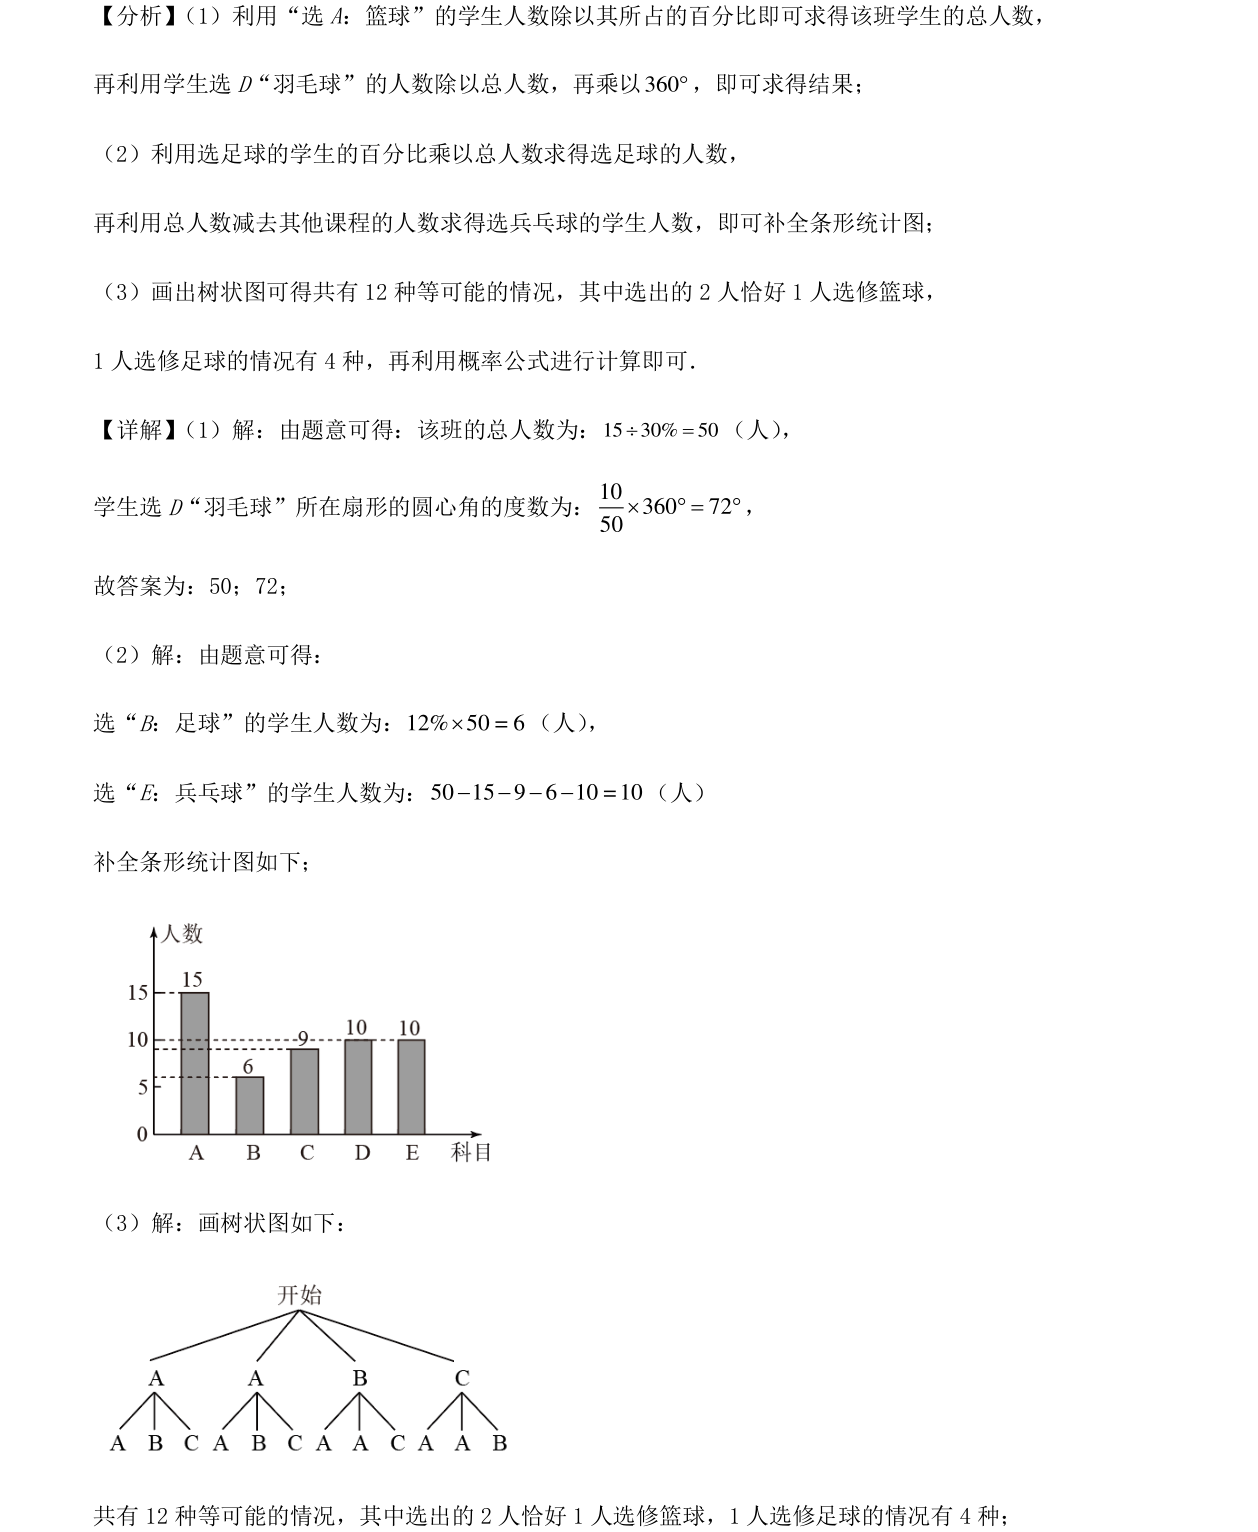 【分析】（1）利用“选 A：篮球”的学生人数除以其所占的百分比即可求得该班学生的总人数，
再利用学生选 D“羽毛球”的人数除以总人数，再乘以360°，即可求得结果；
（2）利用选足球的学生的百分比乘以总人数求得选足球的人数，
再利用总人数减去其他课程的人数求得选兵乓球的学生人数，即可补全条形统计图；
（3）画出树状图可得共有 12 种等可能的情况，其中选出的 2 人恰好 1 人选修篮球，
1 人选修足球的情况有 4 种，再利用概率公式进行计算即可．
【详解】（1）解：由题意可得：该班的总人数为：15÷30%=50（人），
学生选 D“羽毛球”所在扇形的圆心角的度数为：10/50×360°=72°，
故答案为：50；72；
（2）解：由题意可得：
选“B：足球”的学生人数为：12%×50=6（人），
选“E：兵乓球”的学生人数为：50−15−9−6−10=10（人）
补全条形统计图如下；
人数
15
15
10 10
10
9
6
5
0
A B C D E 科目
（3）解：画树状图如下：
开始
A A B C
A B C A B C A A C A A B
共有 12 种等可能的情况，其中选出的 2 人恰好 1 人选修篮球，1 人选修足球的情况有 4 种；